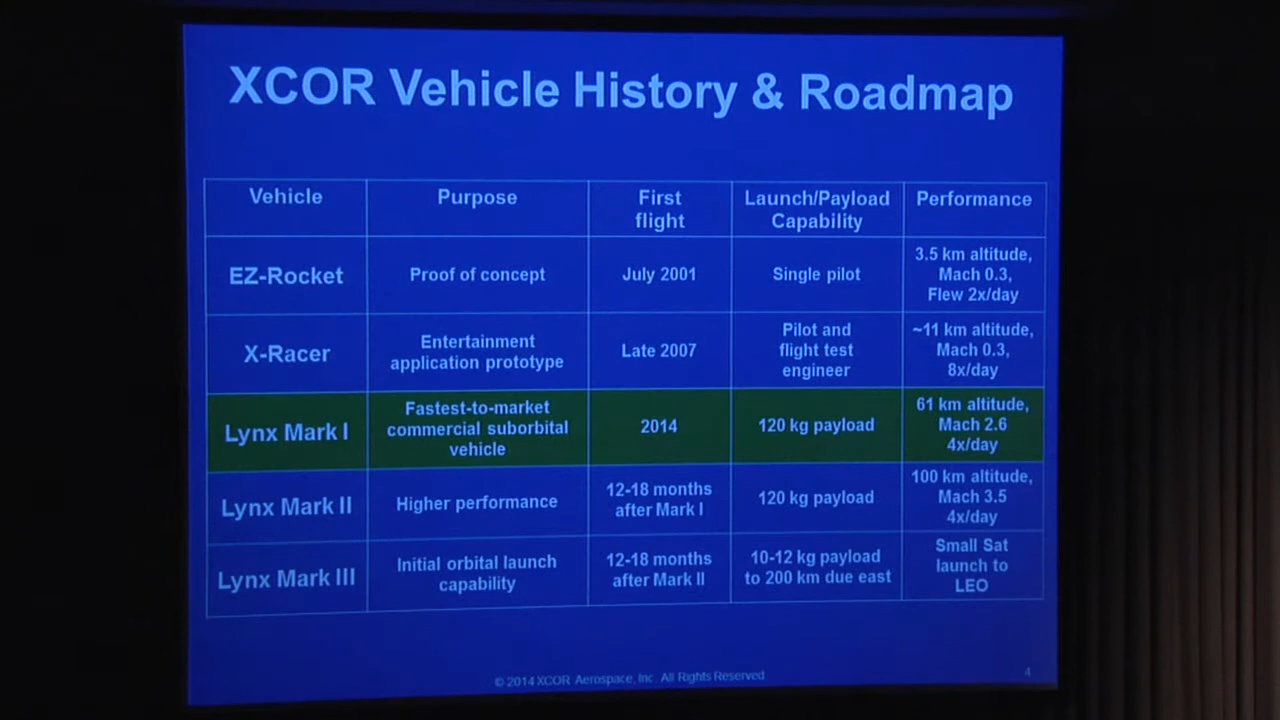 XCOR Vehicle History & Roadmap
Vehicle
Purpose
First
flight
Launch/Payload
Capability
Performance
EZ-Rocket
Proof of concept
July 2001
Single pilot
3.5 km altitude,
Mach 0.3,
Flew 2x/day
X-Racer
Entertainment
application prototype
Late 2007
Pilot and
flight test
engineer
~11 km altitude,
Mach 0.3,
8x/day
Lynx Mark I
Fastest-to-market
commercial suborbital
vehicle
2014
120 kg payload
61 km altitude,
Mach 2.6
4x/day
Lynx Mark II
Higher performance
12-18 months
after Mark I
120 kg payload
100 km altitude,
Mach 3.5
4x/day
Lynx Mark III
Initial orbital launch
capability
12-18 months
after Mark II
10-12 kg payload
to 200 km due east
Small Sat
launch to
LEO
© 2014 XCOR Aerospace, Inc. All Rights Reserved
4